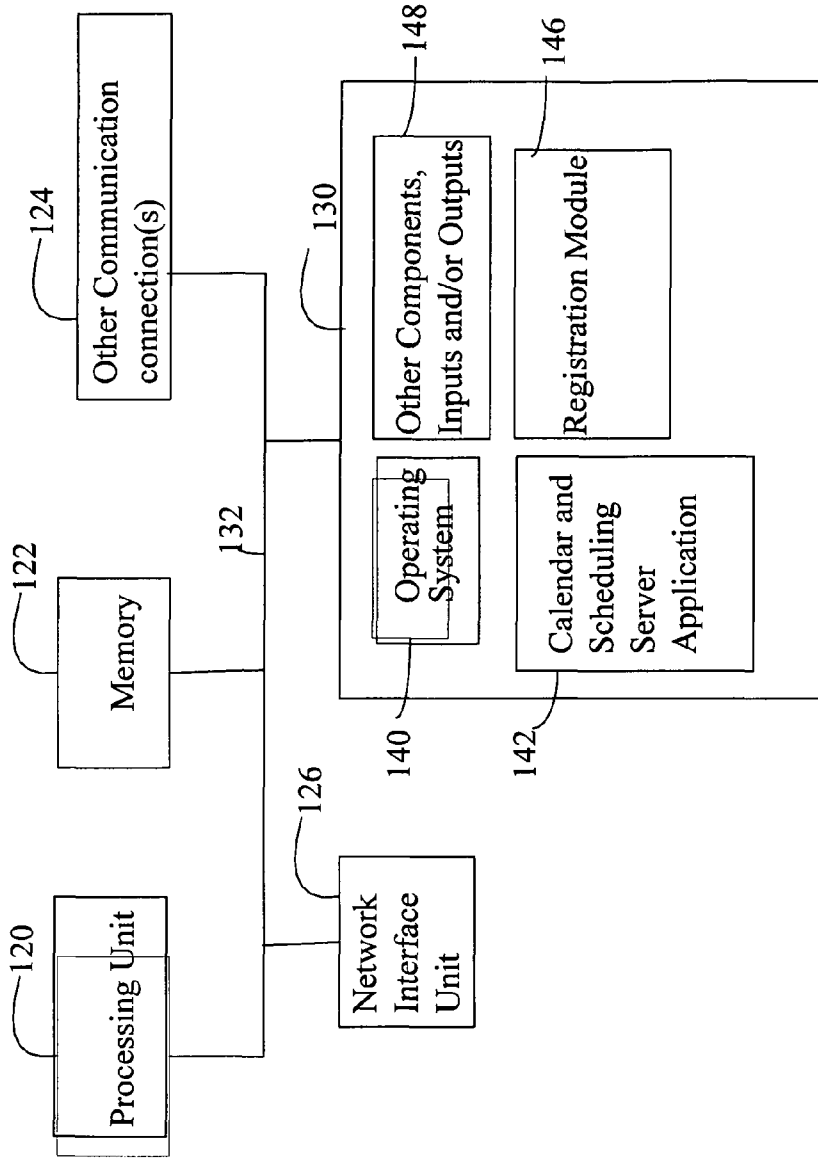 120
Processing Unit
122
Memory
124
Other Communication
connection(s)
132
126
Network
Interface
Unit
130
140
Operating
System
148
Other Components,
Inputs and/or Outputs
142
Calendar and
Scheduling
Server
Application
146
Registration Module